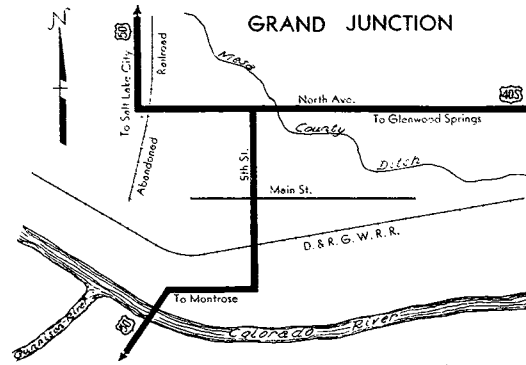 N.
50
GRAND JUNCTION
Railroad
Mesa
To Salt Lake City
North Ave.
40S
To Glenwood Springs
County
Abandoned
5th St.
Ditch
Main St.
D. & R. G. W. R. R.
To Montrose
50
Gunnison River
Colorado River